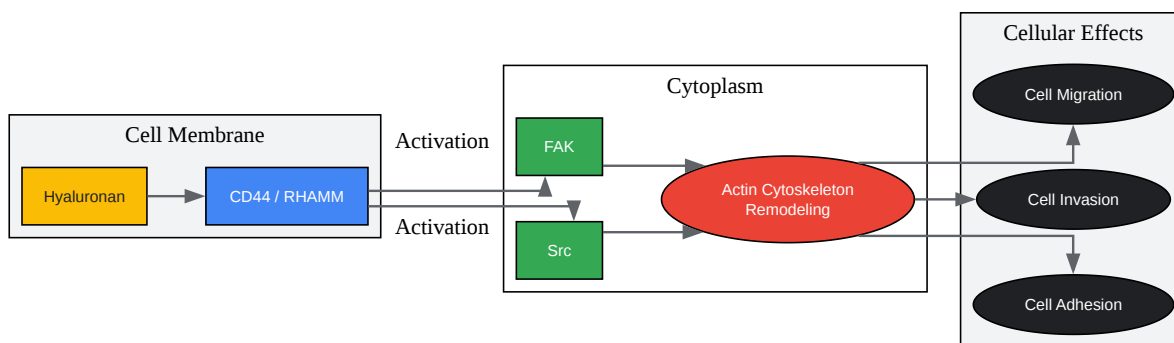 Cell Membrane
Hyaluronan
CD44 / RHAMM
Activation
Activation
Cytoplasm
FAK
Src
Actin Cytoskeleton
Remodeling
Cellular Effects
Cell Migration
Cell Invasion
Cell Adhesion